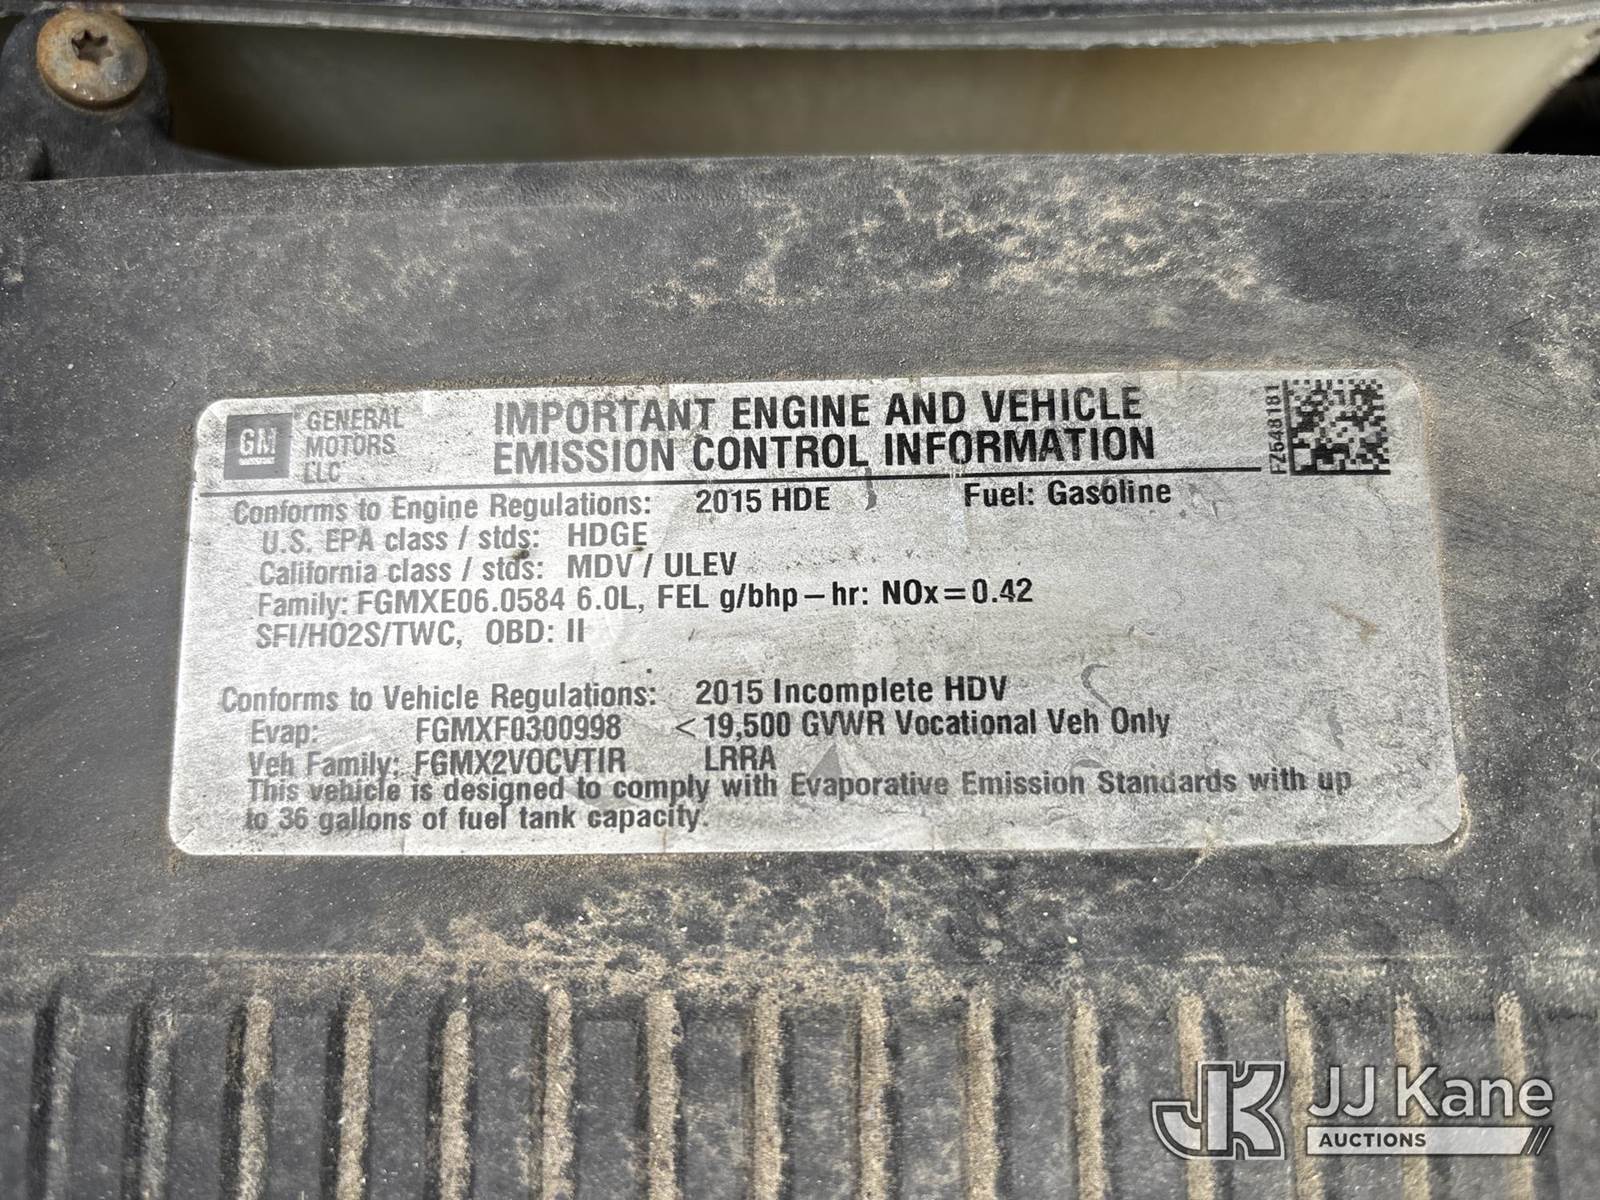 GM
GENERAL
MOTORS
LLC
IMPORTANT ENGINE AND VEHICLE
EMISSION CONTROL INFORMATION
FZ648181
Conforms to Engine Regulations: 2015 HDE Fuel: Gasoline
U.S. EPA class / stds: HDGE
California class / stds: MDV / ULEV
Family: FGMXE06.0584 6.0L, FEL g/bhp – hr: NOx = 0.42
SFI/HO2S/TWC, OBD: II
Conforms to Vehicle Regulations: 2015 Incomplete HDV
Evap: FGMXF0300998 < 19,500 GVWR Vocational Veh Only
Veh Family: FGMX2VOCVTIR LRRA
This vehicle is designed to comply with Evaporative Emission Standards with up
to 36 gallons of fuel tank capacity.
JK
JJ Kane
AUCTIONS